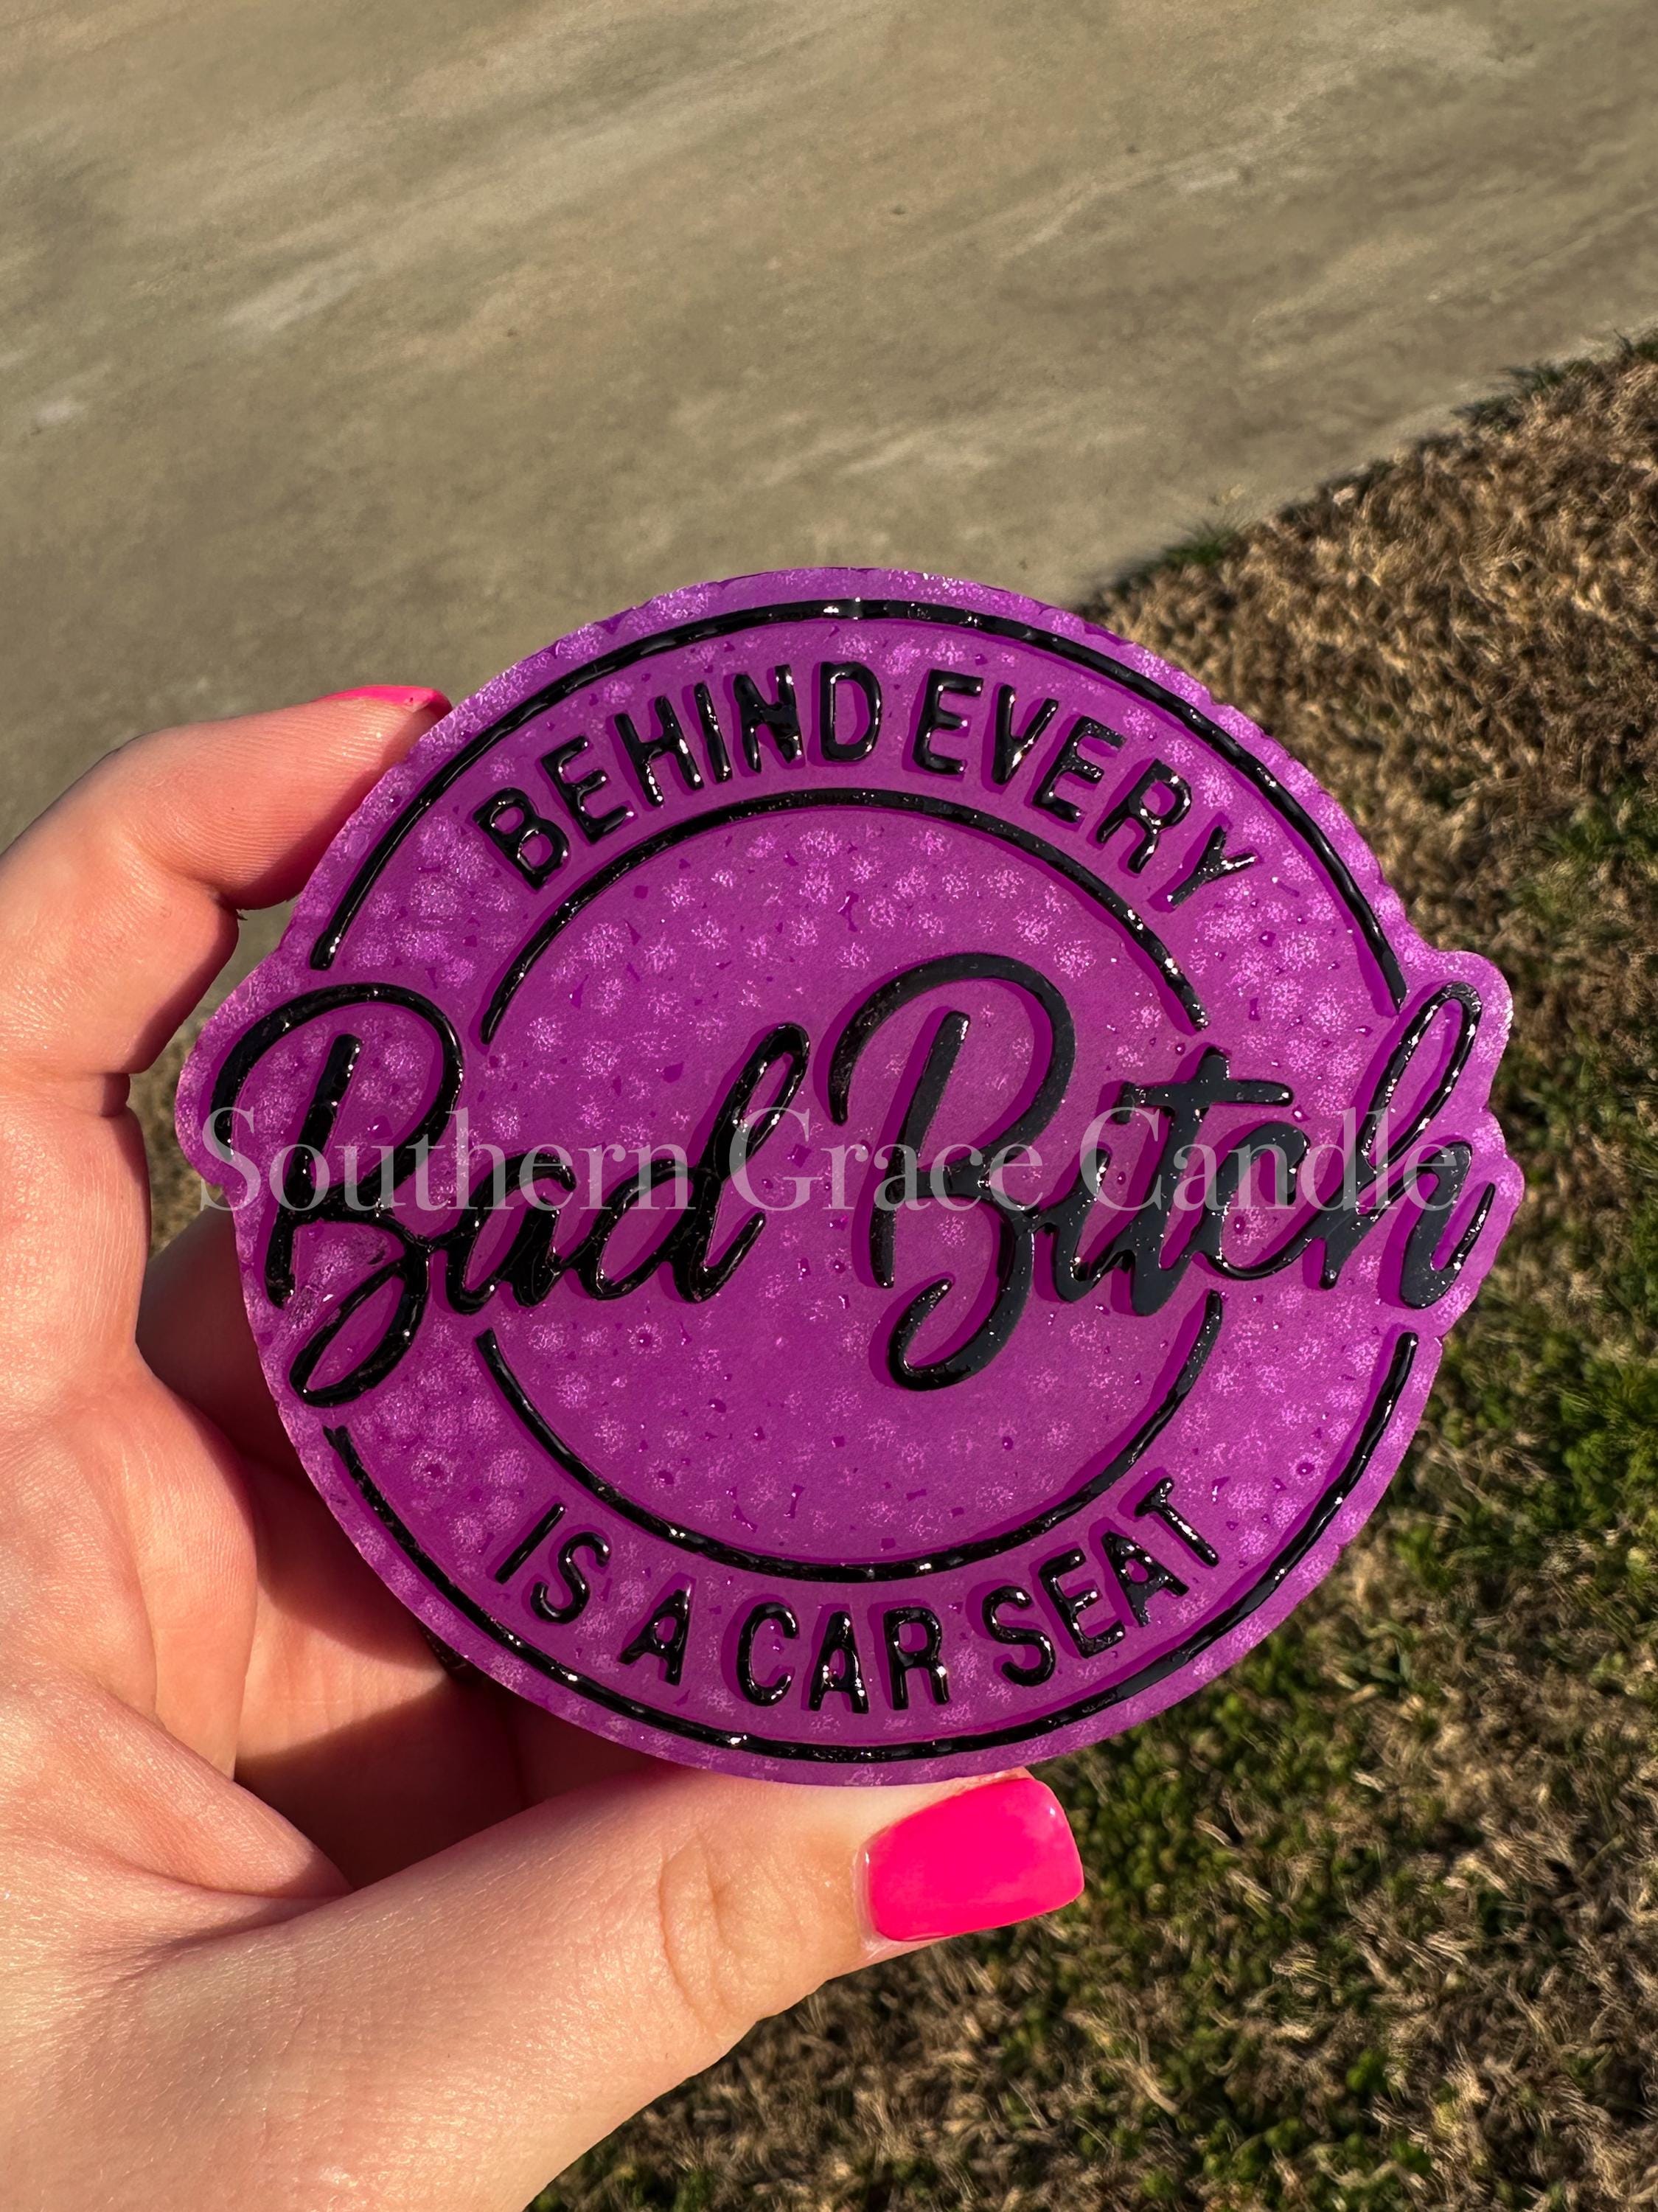 BEHIND EVERY
Bad Bitch
Southern Grace Candle
IS A CAR SEAT